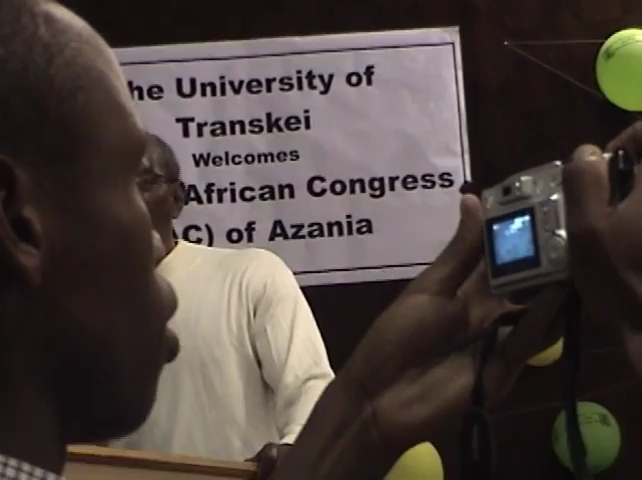 he University of
Transkei
Welcomes
African Congress
C) of Azania